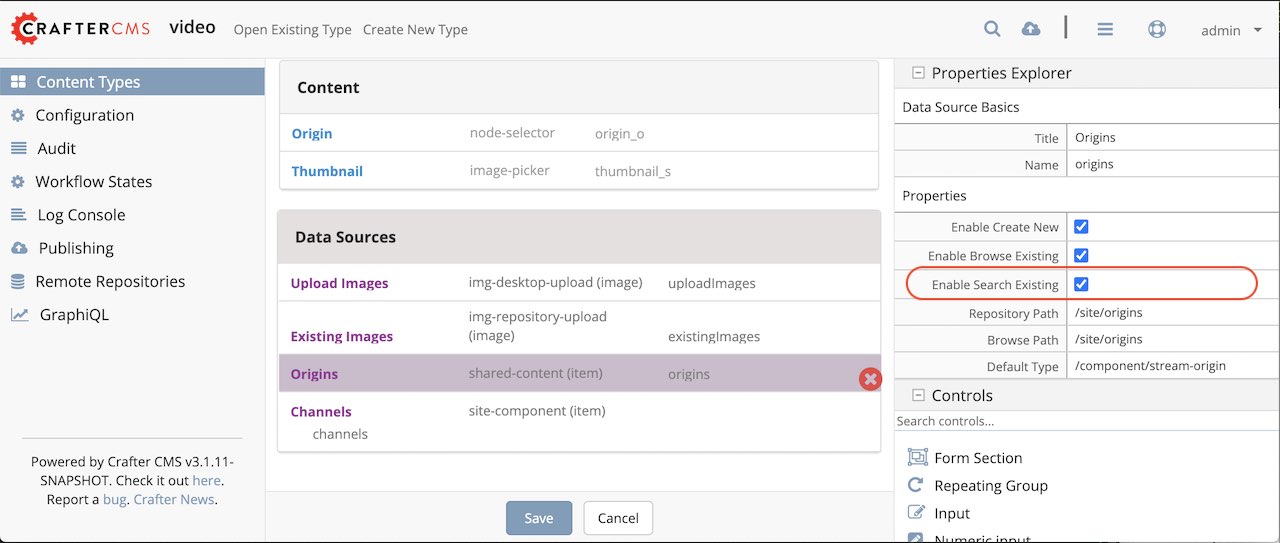 CRAFTERCMS
video Open Existing Type Create New Type admin
Content Types
Configuration
Audit
Workflow States
Log Console
Publishing
Remote Repositories
GraphiQL
Powered by Crafter CMS v3.1.11-
SNAPSHOT. Check it out here.
Report a bug. Crafter News.
Content
Origin node-selector origin_o
Thumbnail image-picker thumbnail_s
Data Sources
Upload Images img-desktop-upload (image) uploadImages
img-repository-upload
Existing Images (image) existingImages
Origins shared-content (item) origins
Channels site-component (item)
channels
Save Cancel
Properties Explorer
Data Source Basics
Title Origins
Name origins
Properties
Enable Create New
Enable Browse Existing
Enable Search Existing
Repository Path /site/origins
Browse Path /site/origins
Default Type /component/stream-origin
Controls
Search controls...
Form Section
Repeating Group
Input
Numeric input